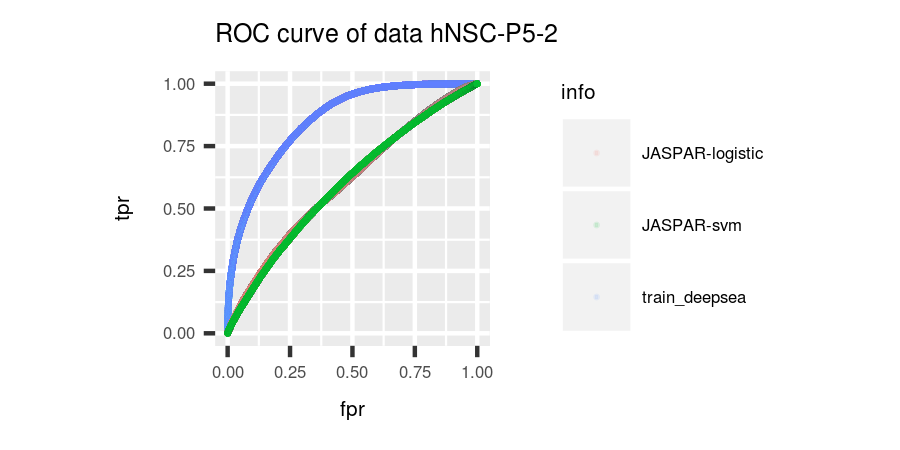 ROC curve of data hNSC-P5-2
1.00
0.75
0.50
0.25
0.00
tpr
0.00 0.25 0.50 0.75 1.00
fpr
info
JASPAR-logistic
JASPAR-svm
train_deepsea